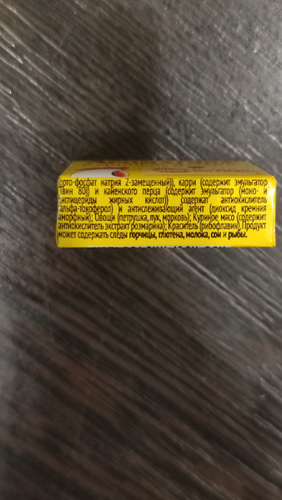 орто-фосфат натрия 2-замещенный)), карри (содержит эмульгатор
Твин 80)) и кайенского перца (содержит эмульгатор (моно- и
диглицериды жирных кислот)) содержат антиокислитель
(альфа-токоферол) и антислеживающий агент (диоксид кремния
аморфный); Овощи (петрушка, лук, морковь); Куриное мясо (содержит
антиокислитель экстракт розмарина); Краситель (рибофлавин). Продукт
может содержать следы горчицы, глютена, молока, сои и рыбы.